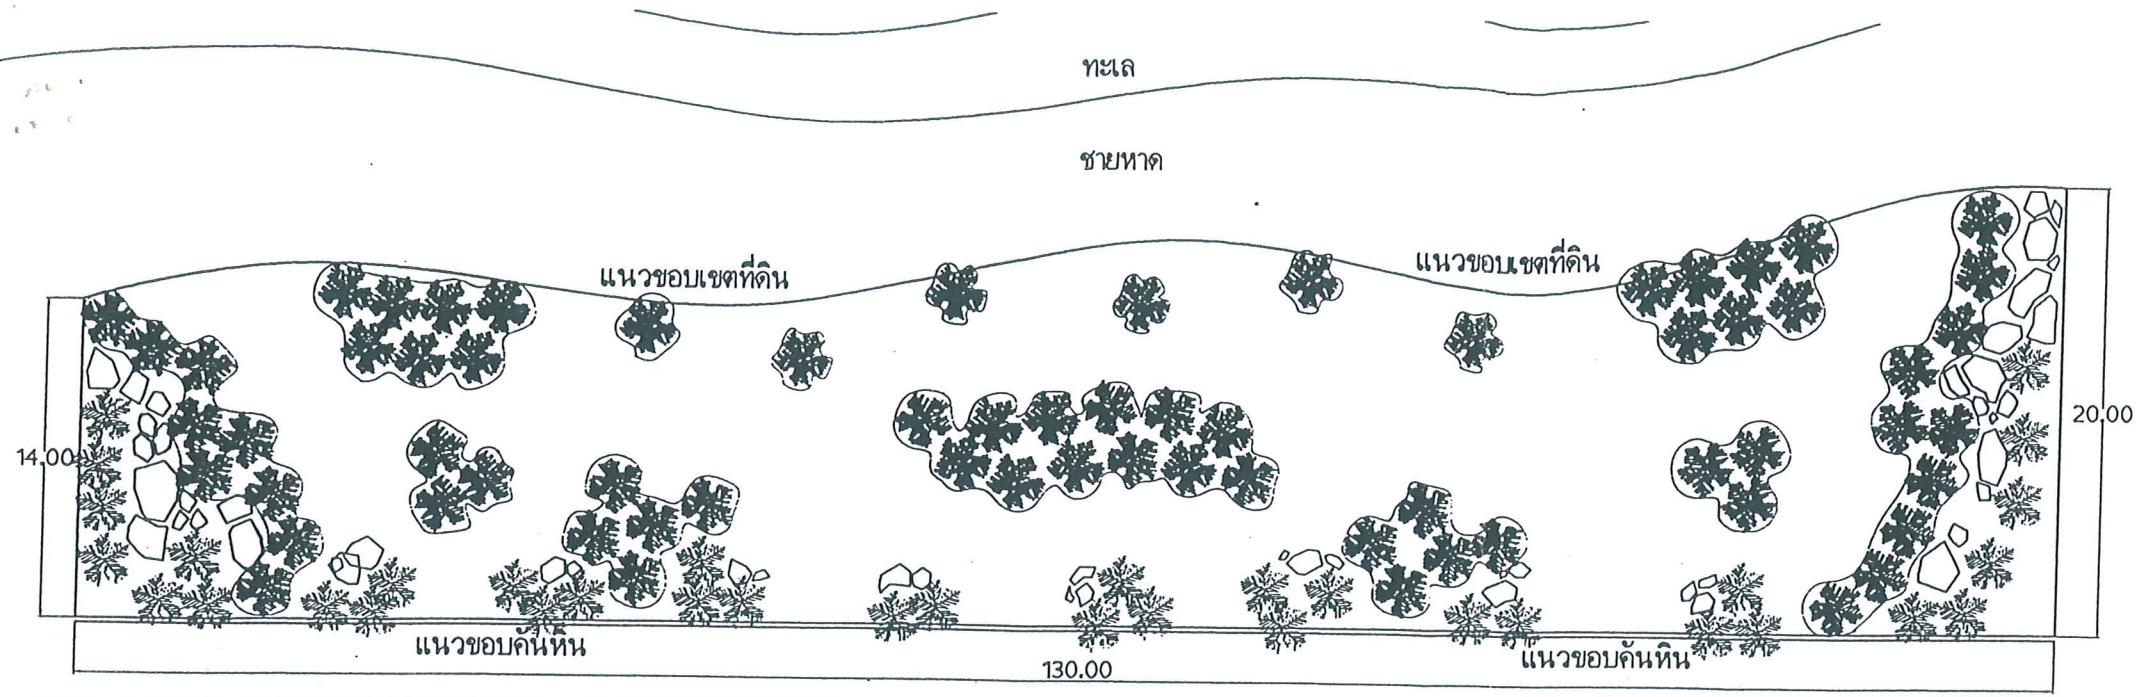 ทะเล
ชายหาด
แนวขอบเขตที่ดิน
แนวขอบเขตที่ดิน
14.00
20.00
แนวขอบคันหิน
แนวขอบคันหิน
130.00